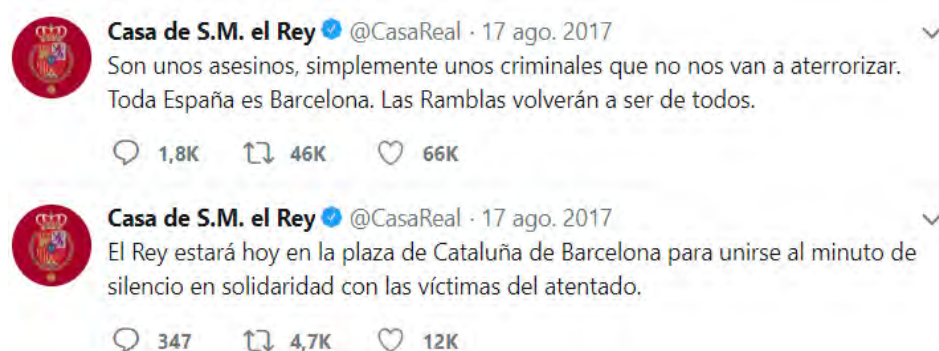 Casa de S.M. el Rey @CasaReal · 17 ago. 2017
Son unos asesinos, simplemente unos criminales que no nos van a aterrorizar.
Toda España es Barcelona. Las Ramblas volverán a ser de todos.
1,8K 46K 66K
Casa de S.M. el Rey @CasaReal · 17 ago. 2017
El Rey estará hoy en la plaza de Cataluña de Barcelona para unirse al minuto de
silencio en solidaridad con las víctimas del atentado.
347 4,7K 12K